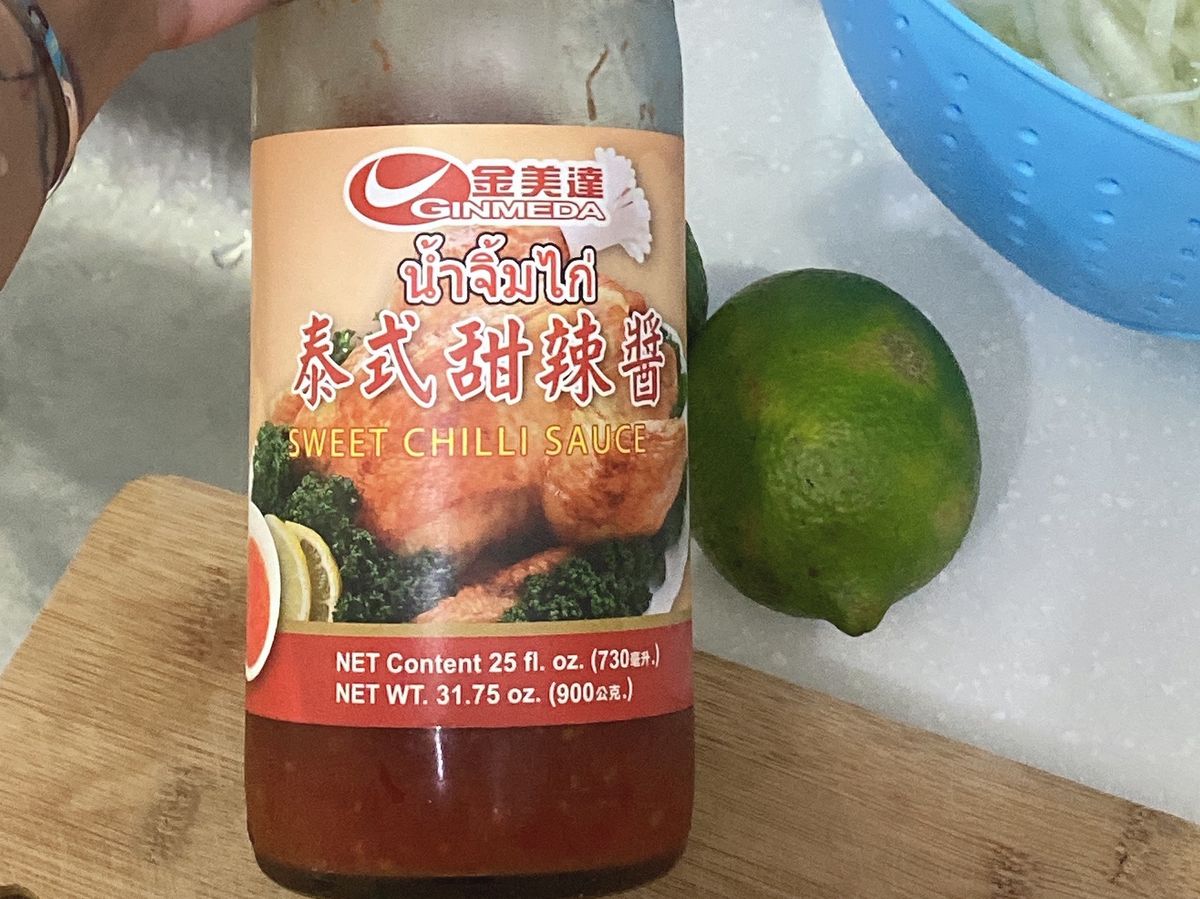 金美達
GINMEDA
น้ำจิ้มไก่
泰式甜辣醬
SWEET CHILLI SAUCE
NET Content 25 fl. oz. (730毫升.)
NET WT. 31.75 oz. (900公克.)